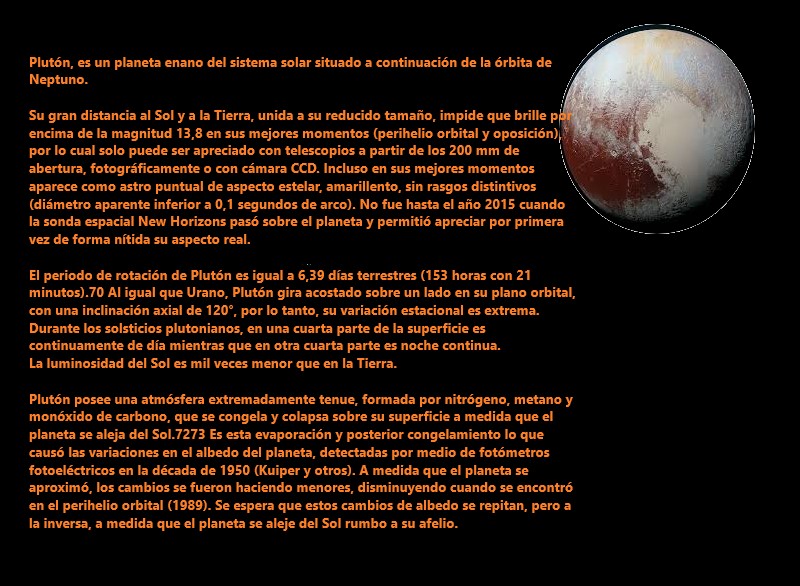 Plutón, es un planeta enano del sistema solar situado a continuación de la órbita de
Neptuno.
Su gran distancia al Sol y a la Tierra, unida a su reducido tamaño, impide que brille por
encima de la magnitud 13,8 en sus mejores momentos (perihelio orbital y oposición),
por lo cual solo puede ser apreciado con telescopios a partir de los 200 mm de
abertura, fotográficamente o con cámara CCD. Incluso en sus mejores momentos
aparece como astro puntual de aspecto estelar, amarillento, sin rasgos distintivos
(diámetro aparente inferior a 0,1 segundos de arco). No fue hasta el año 2015 cuando
la sonda espacial New Horizons pasó sobre el planeta y permitió apreciar por primera
vez de forma nítida su aspecto real.
El periodo de rotación de Plutón es igual a 6,39 días terrestres (153 horas con 21
minutos).70 Al igual que Urano, Plutón gira acostado sobre un lado en su plano orbital,
con una inclinación axial de 120°, por lo tanto, su variación estacional es extrema.
Durante los solsticios plutonianos, en una cuarta parte de la superficie es
continuamente de día mientras que en otra cuarta parte es noche continua.
La luminosidad del Sol es mil veces menor que en la Tierra.
Plutón posee una atmósfera extremadamente tenue, formada por nitrógeno, metano y
monóxido de carbono, que se congela y colapsa sobre su superficie a medida que el
planeta se aleja del Sol.7273 Es esta evaporación y posterior congelamiento lo que
causó las variaciones en el albedo del planeta, detectadas por medio de fotómetros
fotoeléctricos en la década de 1950 (Kuiper y otros). A medida que el planeta se
aproximó, los cambios se fueron haciendo menores, disminuyendo cuando se encontró
en el perihelio orbital (1989). Se espera que estos cambios de albedo se repitan, pero a
la inversa, a medida que el planeta se aleje del Sol rumbo a su afelio.